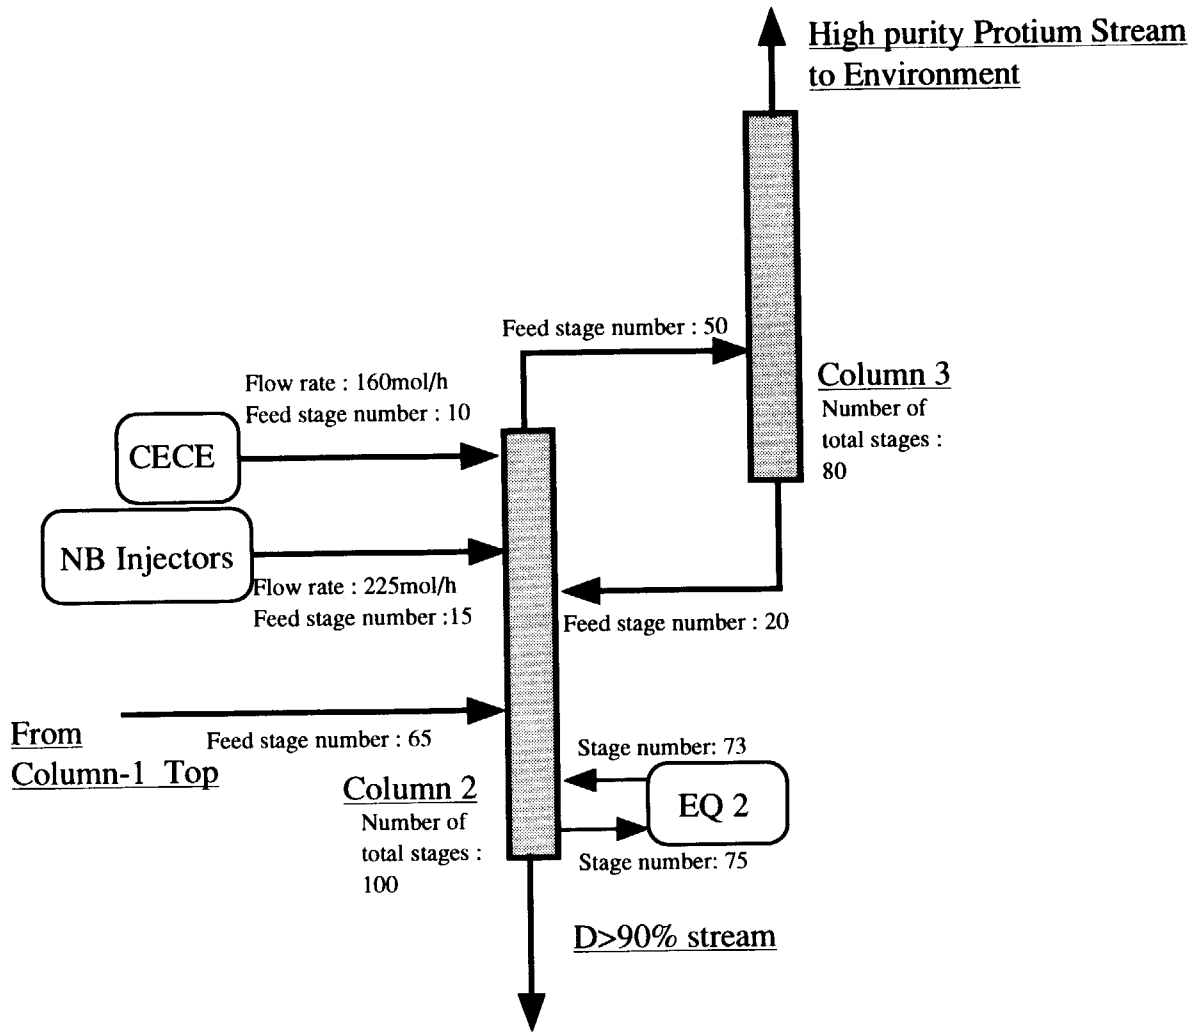 High purity Protium Stream
to Environment
Feed stage number : 50
Column 3
Number of
total stages :
80
Flow rate : 160mol/h
Feed stage number : 10
CECE
NB Injectors
Flow rate : 225mol/h
Feed stage number :15
Feed stage number : 20
From
Column-1 Top
Feed stage number : 65
Stage number: 73
EQ 2
Stage number: 75
Column 2
Number of
total stages :
100
D>90% stream